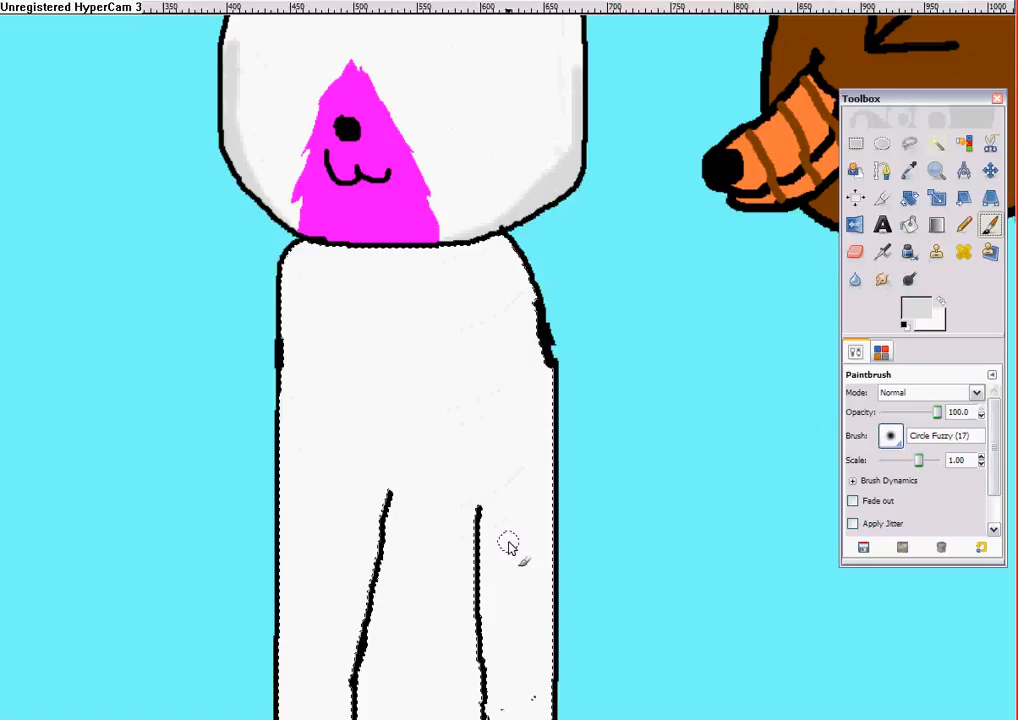 Unregistered HyperCam 3
350 400 450 500 550 600 650 700 750 800 850 900 950 1000
Toolbox
A
Paintbrush
Mode: Normal
Opacity: 100.0
Brush: Circle Fuzzy (17)
Scale: 1.00
Brush Dynamics
Fade out
Apply Jitter